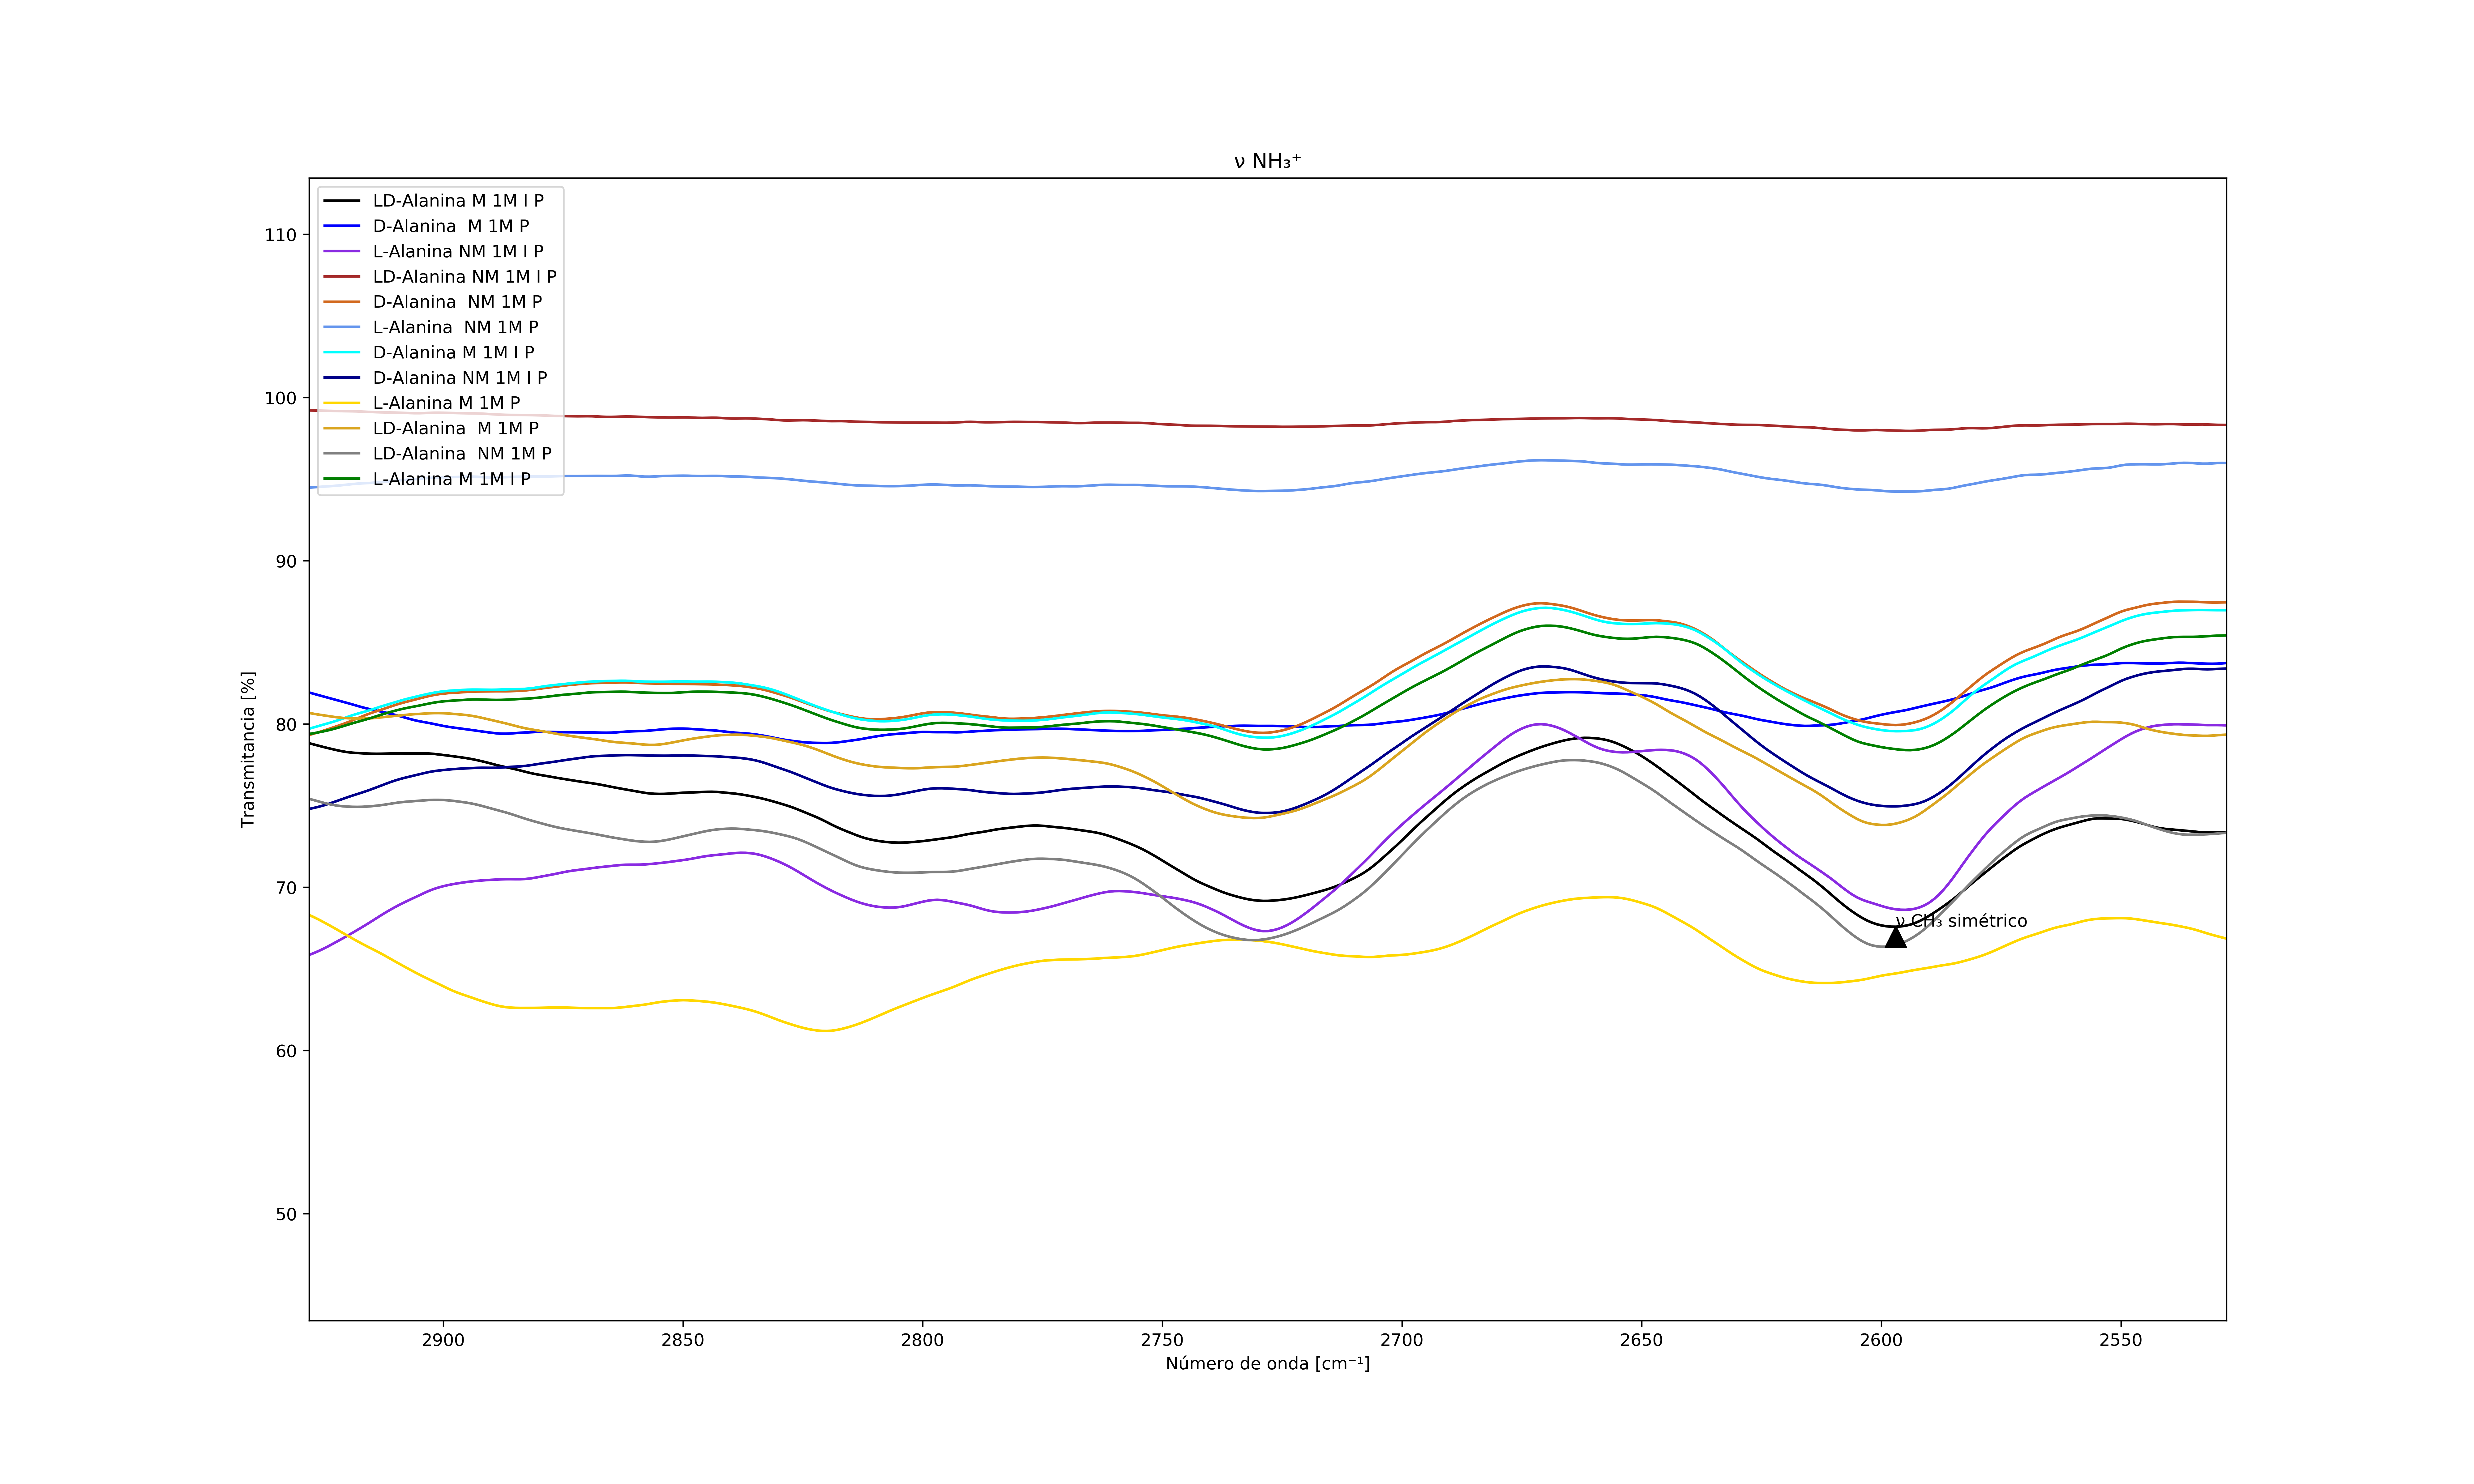 ν NH₃⁺
LD-Alanina M 1M I P
D-Alanina  M 1M P
L-Alanina NM 1M I P
LD-Alanina NM 1M I P
D-Alanina  NM 1M P
L-Alanina  NM 1M P
D-Alanina M 1M I P
D-Alanina NM 1M I P
L-Alanina M 1M P
LD-Alanina  M 1M P
LD-Alanina  NM 1M P
L-Alanina M 1M I P
110
100
90
80
70
60
50
Transmitancia [%]
ν CH₃ simétrico
2900 2850 2800 2750 2700 2650 2600 2550
Número de onda [cm⁻¹]